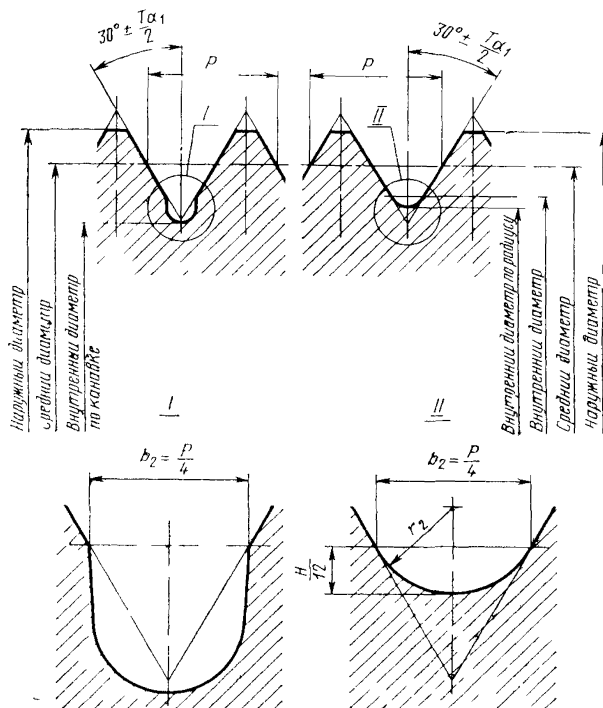 30° ± Tα₁/2
P
I
P
II
30° ± Tα₁/2
Наружный диаметр
Средний диаметр
Внутренный диаметр
по канавке
Внутренний диаметр по радиусу
Внутренний диаметр
Средний диаметр
Наружный диаметр
I
II
b₂ = P/4
b₂ = P/4
r₂
H/12